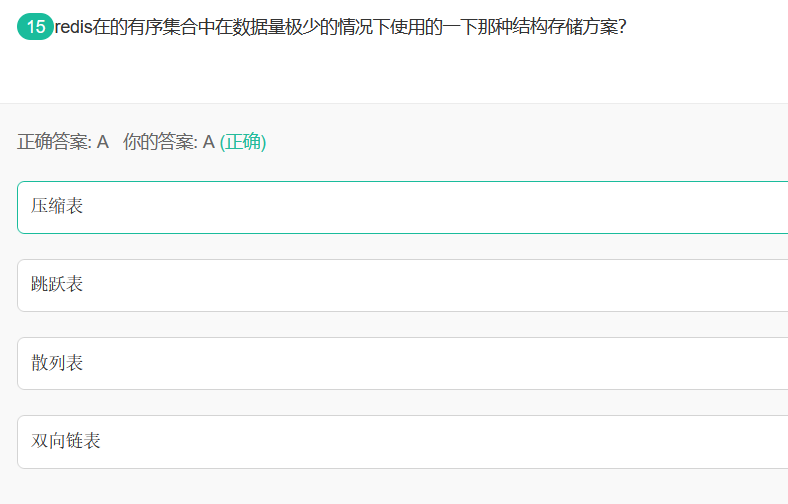 15 redis在的有序集合中在数据量极少的情况下使用的一下那种结构存储方案?
正确答案: A 你的答案: A (正确)
压缩表
跳跃表
散列表
双向链表